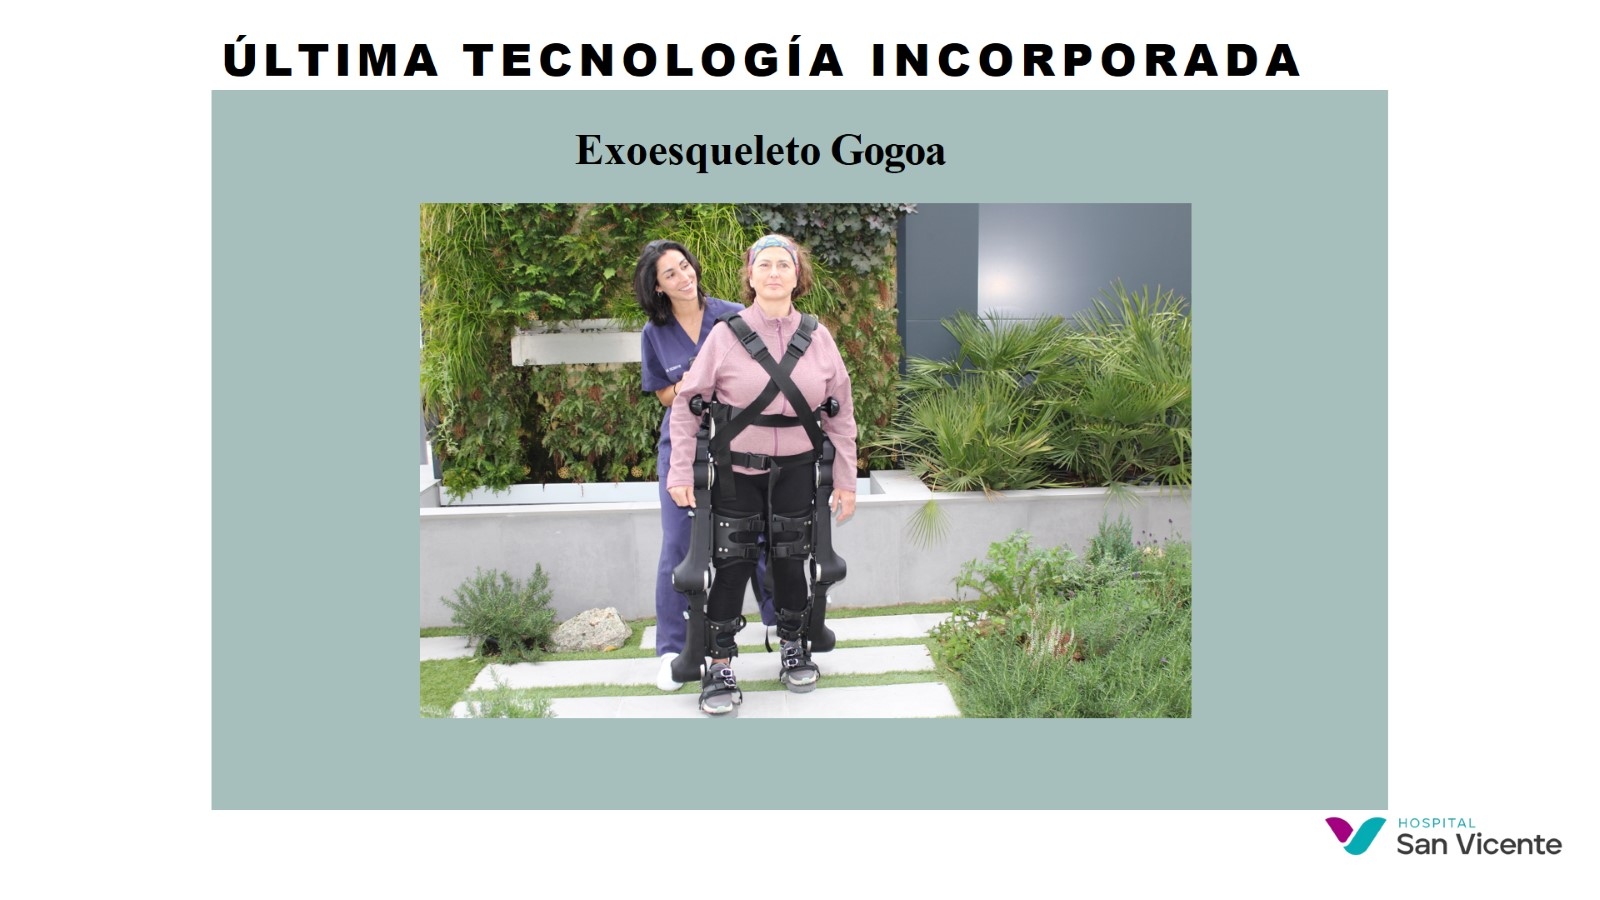 ÚLTIMA TECNOLOGÍA INCORPORADA
Exoesqueleto Gogoa
HOSPITAL
San Vicente